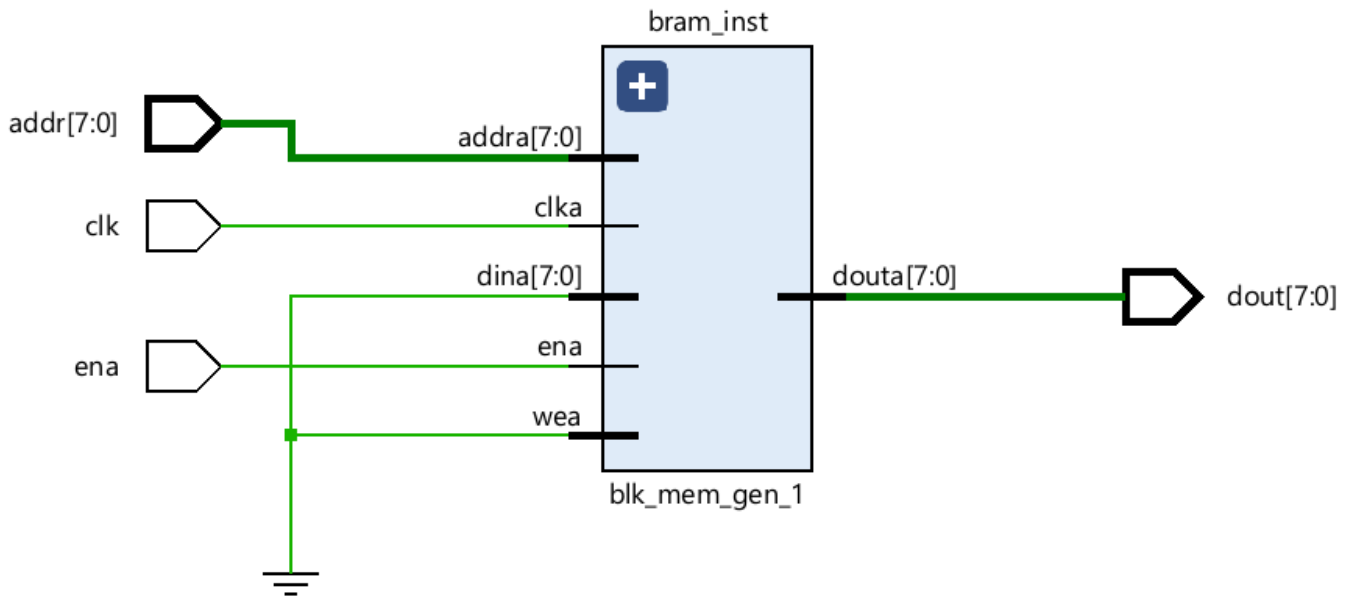 bram_inst
addr[7:0]
addra[7:0]
clk
clka
dina[7:0]
douta[7:0]
dout[7:0]
ena
ena
wea
blk_mem_gen_1